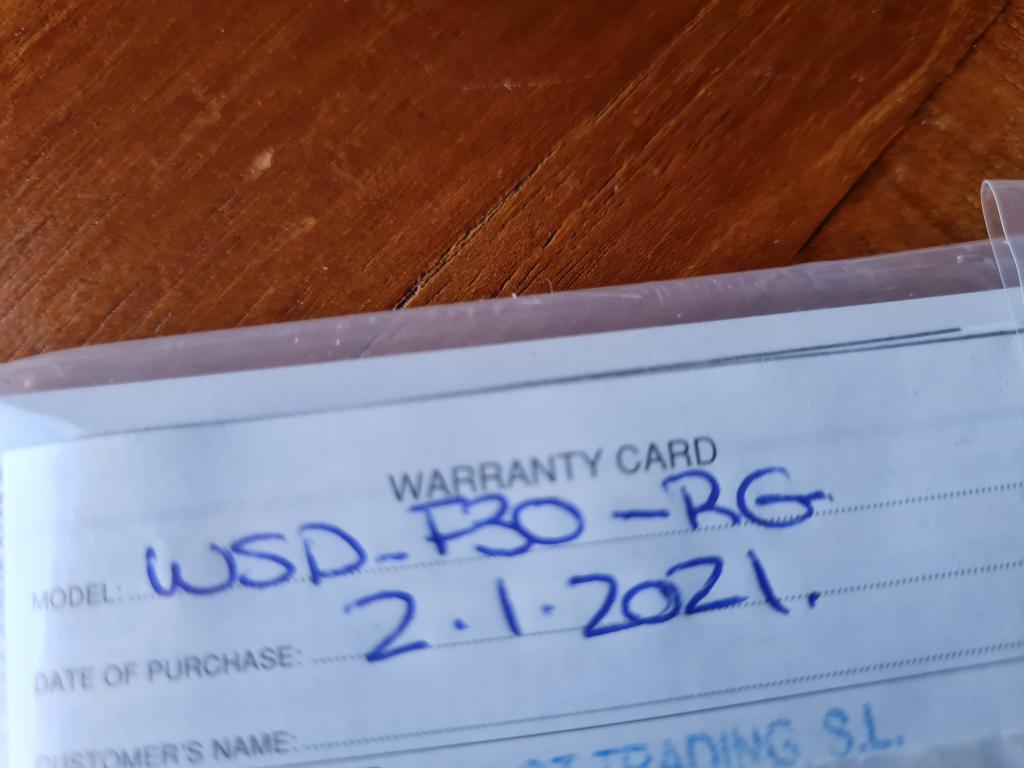 WARRANTY CARD
MODEL: WSD-F30-RG
DATE OF PURCHASE: 2.1.2021.
CUSTOMER'S NAME:
TRADING, S.L.